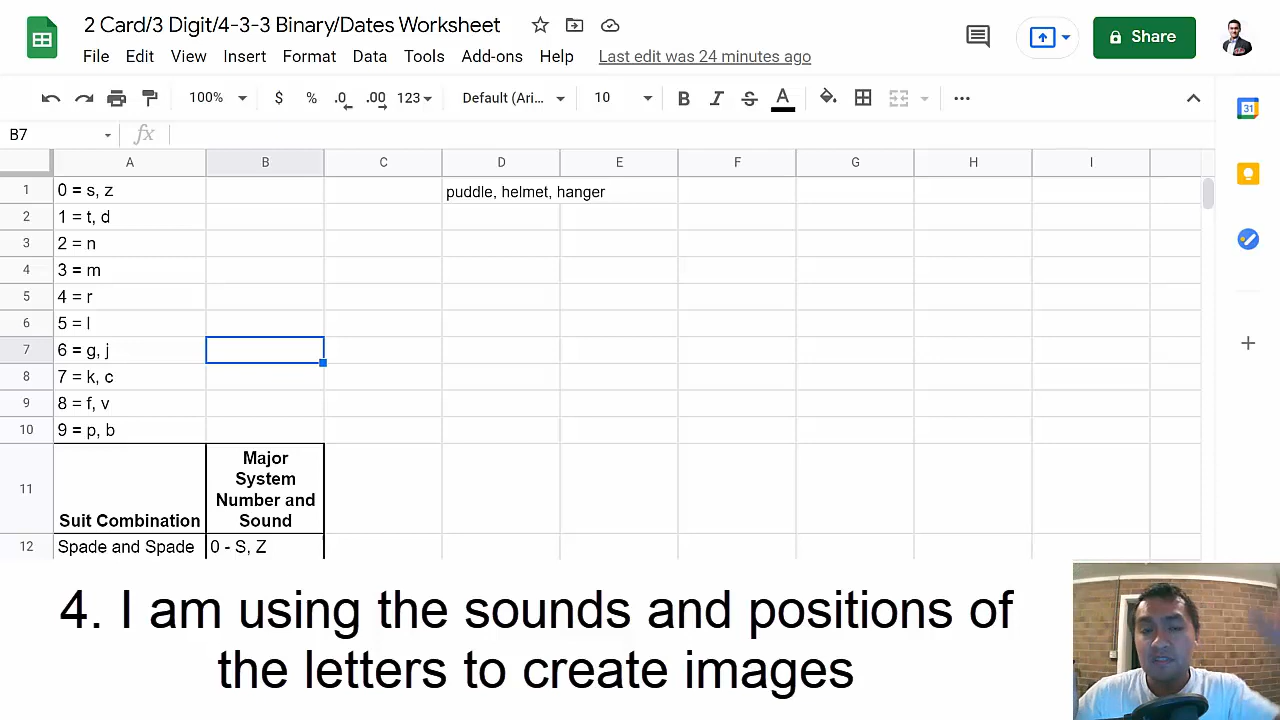 2 Card/3 Digit/4-3-3 Binary/Dates Worksheet
File Edit View Insert Format Data Tools Add-ons Help Last edit was 24 minutes ago
Share
100% $ % .0 .00 123 Default (Ari... 10 B I S A ...
31
B7 fx
A B C D E F G H I
1 0 = s, z puddle, helmet, hanger
2 1 = t, d
3 2 = n
4 3 = m
5 4 = r
6 5 = l
7 6 = g, j
8 7 = k, c
9 8 = f, v
10 9 = p, b
11 Suit Combination
Major
System
Number and
Sound
12 Spade and Spade 0 - S, Z
4. I am using the sounds and positions of
the letters to create images